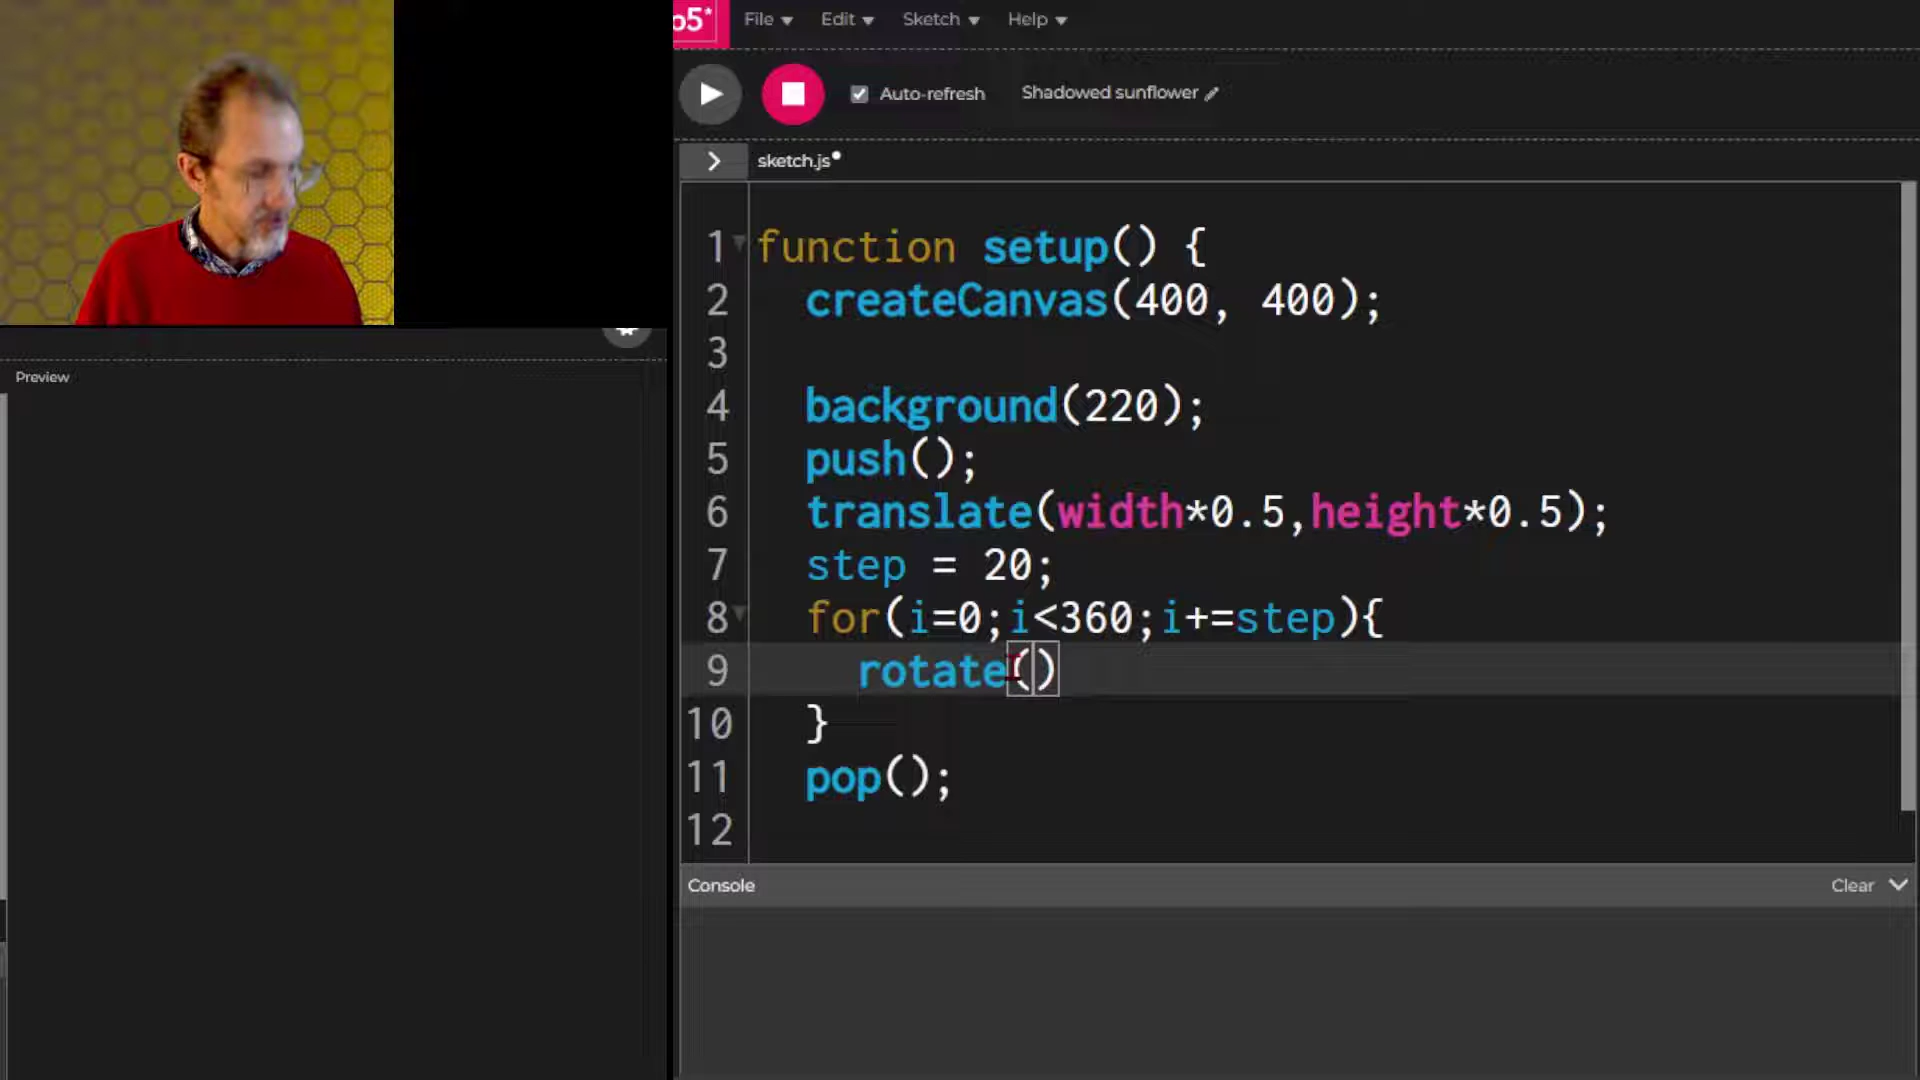 p5* File Edit Sketch Help
Auto-refresh Shadowed sunflower
sketch.js
Preview
1 function setup() {
2 createCanvas(400, 400);
3
4 background(220);
5 push();
6 translate(width*0.5,height*0.5);
7 step = 20;
8 for(i=0;i<360;i+=step){
9 rotate()
10 }
11 pop();
12
Console Clear